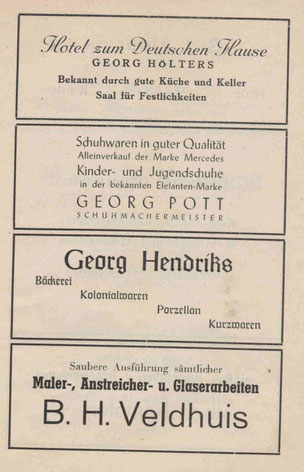 Hotel zum Deutschen Hause
GEORG HÖLTERS
Bekannt durch gute Küche und Keller
Saal für Festlichkeiten
Schuhwaren in guter Qualität
Alleinverkauf der Marke Mercedes
Kinder- und Jugendschuhe
in der bekannten Elefanten-Marke
GEORG POTT
SCHUHMACHERMEISTER
Georg Hendriks
Bäckerei
Kolonialwaren
Porzellan
Kurzwaren
Saubere Ausführung sämtlicher
Maler-, Anstreicher- u. Glaserarbeiten
B. H. Veldhuis